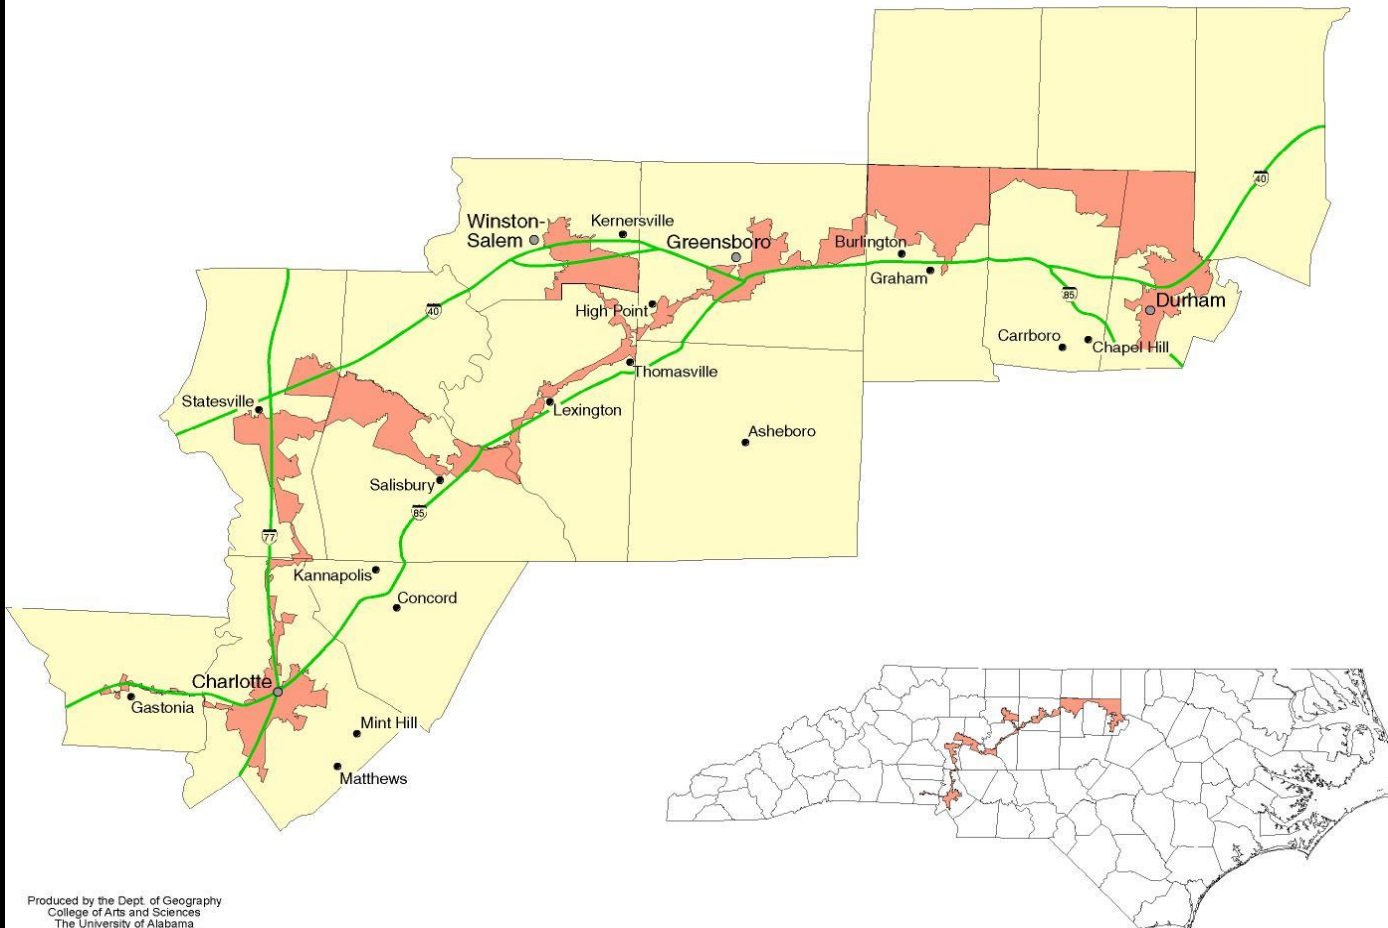 40
Winston-
Salem
Kernersville
Greensboro
Burlington
Graham
85
Durham
High Point
40
Carrboro
Chapel Hill
Thomasville
Statesville
Lexington
Asheboro
Salisbury
85
77
Kannapolis
Concord
Charlotte
Gastonia
Mint Hill
Matthews
Produced by the Dept. of Geography
College of Arts and Sciences
The University of Alabama